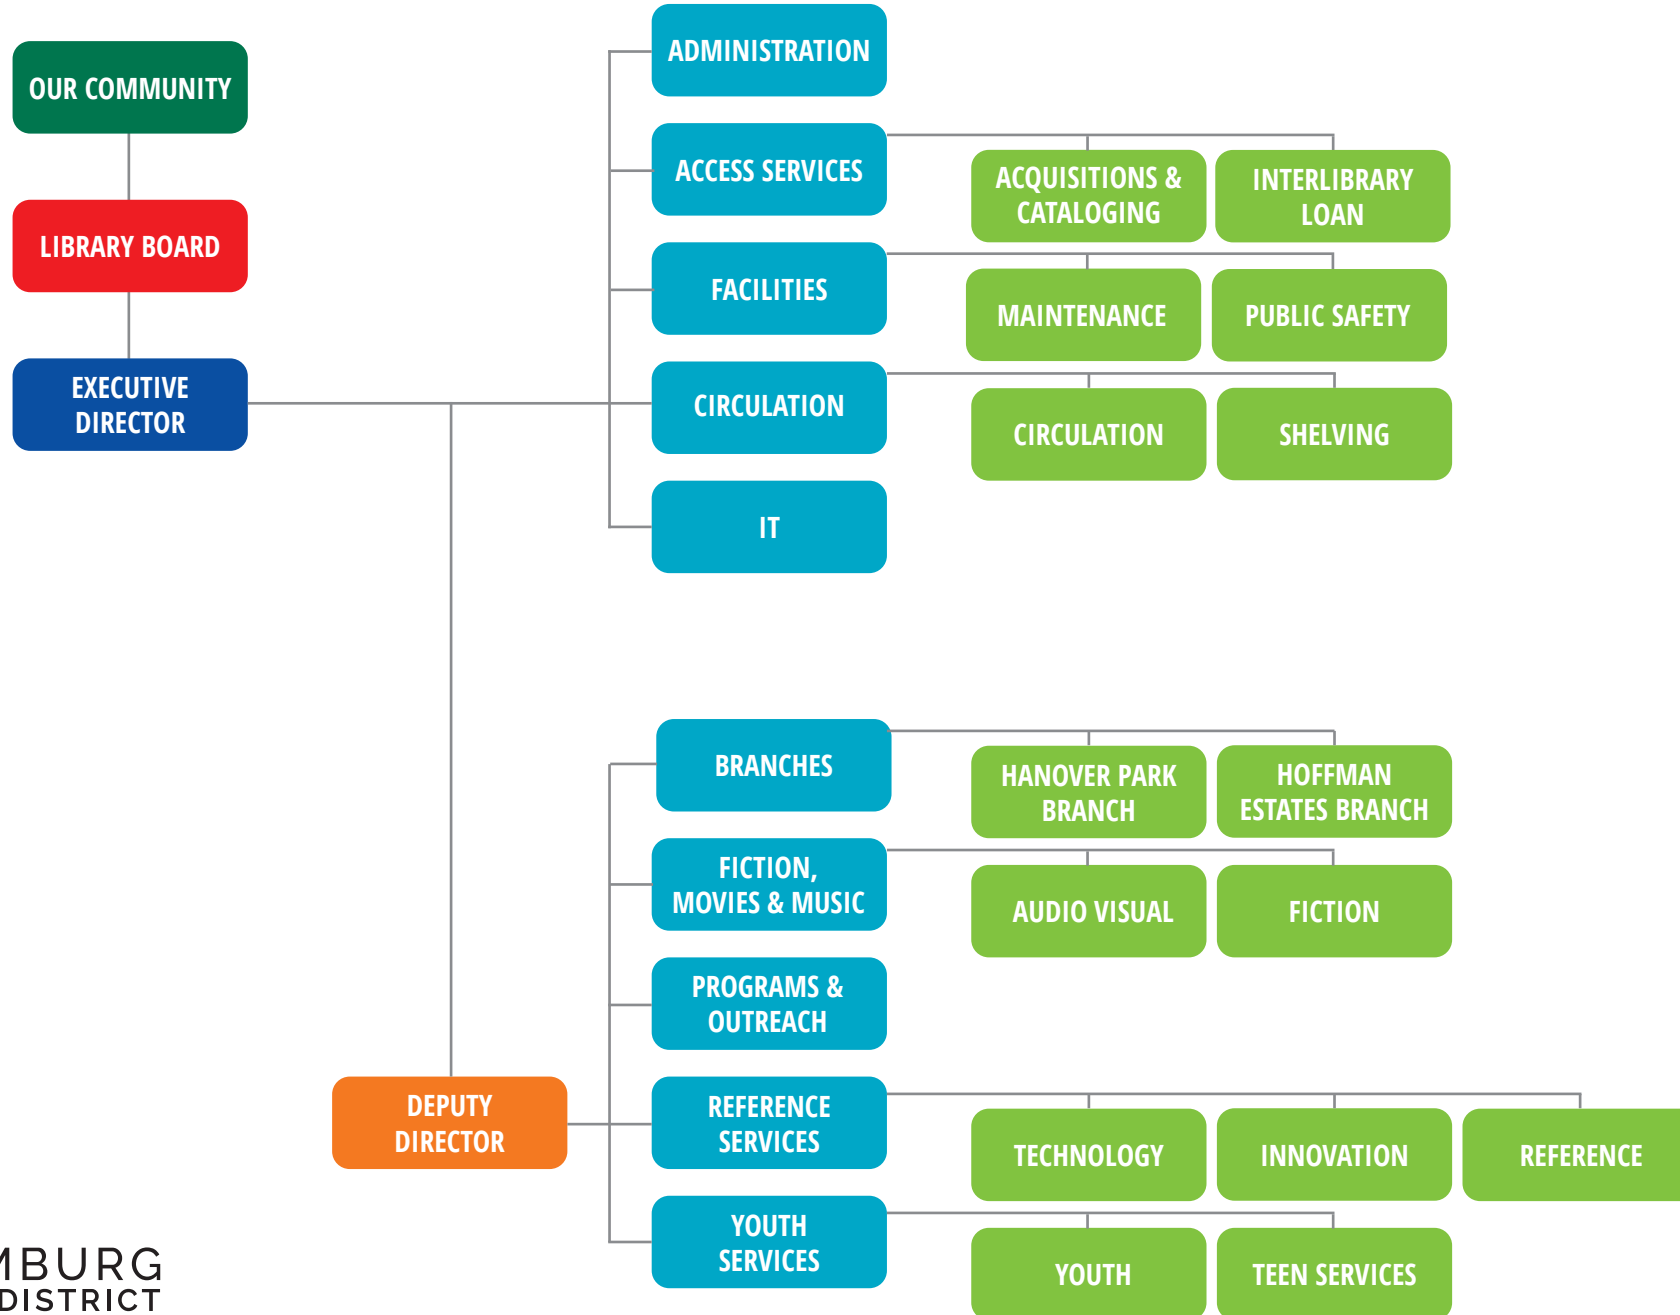 OUR COMMUNITY
LIBRARY BOARD
EXECUTIVE
DIRECTOR
ADMINISTRATION
ACCESS SERVICES
ACQUISITIONS &
CATALOGING
INTERLIBRARY
LOAN
FACILITIES
MAINTENANCE
PUBLIC SAFETY
CIRCULATION
CIRCULATION
SHELVING
IT
DEPUTY
DIRECTOR
BRANCHES
HANOVER PARK
BRANCH
HOFFMAN
ESTATES BRANCH
FICTION,
MOVIES & MUSIC
AUDIO VISUAL
FICTION
PROGRAMS &
OUTREACH
REFERENCE
SERVICES
TECHNOLOGY
INNOVATION
REFERENCE
YOUTH
SERVICES
YOUTH
TEEN SERVICES
MBURG
DISTRICT